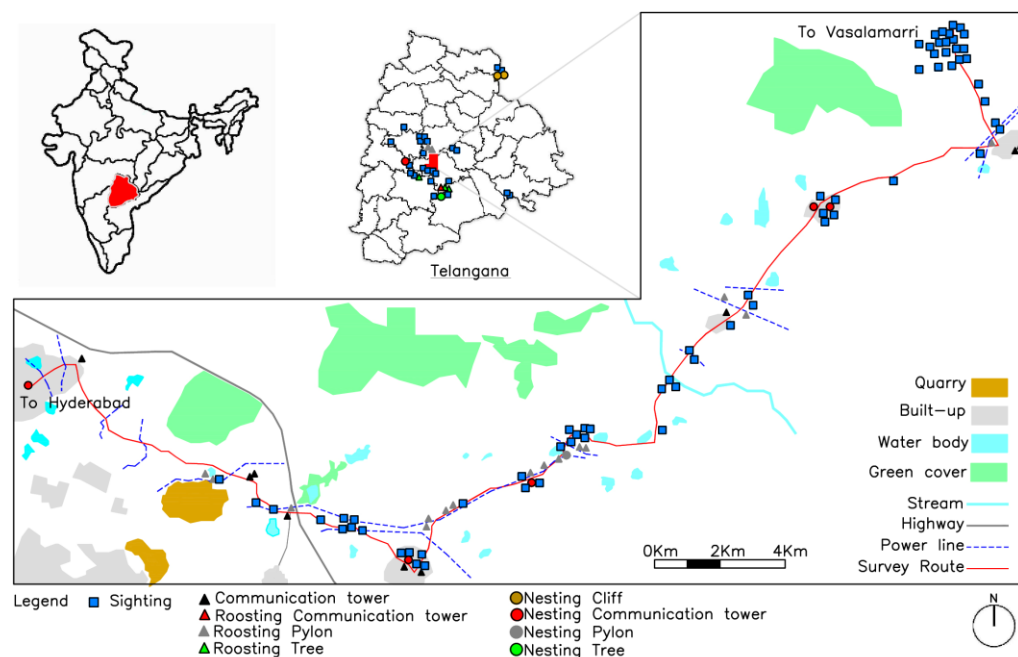 To Vasalamarri
Telangana
To Hyderabad
Quarry
Built-up
Water body
Green cover
Stream
Highway
Power line
Survey Route
0Km 2Km 4Km
N
Legend Sighting
Communication tower
Roosting Communication tower
Roosting Pylon
Roosting Tree
Nesting Cliff
Nesting Communication tower
Nesting Pylon
Nesting Tree